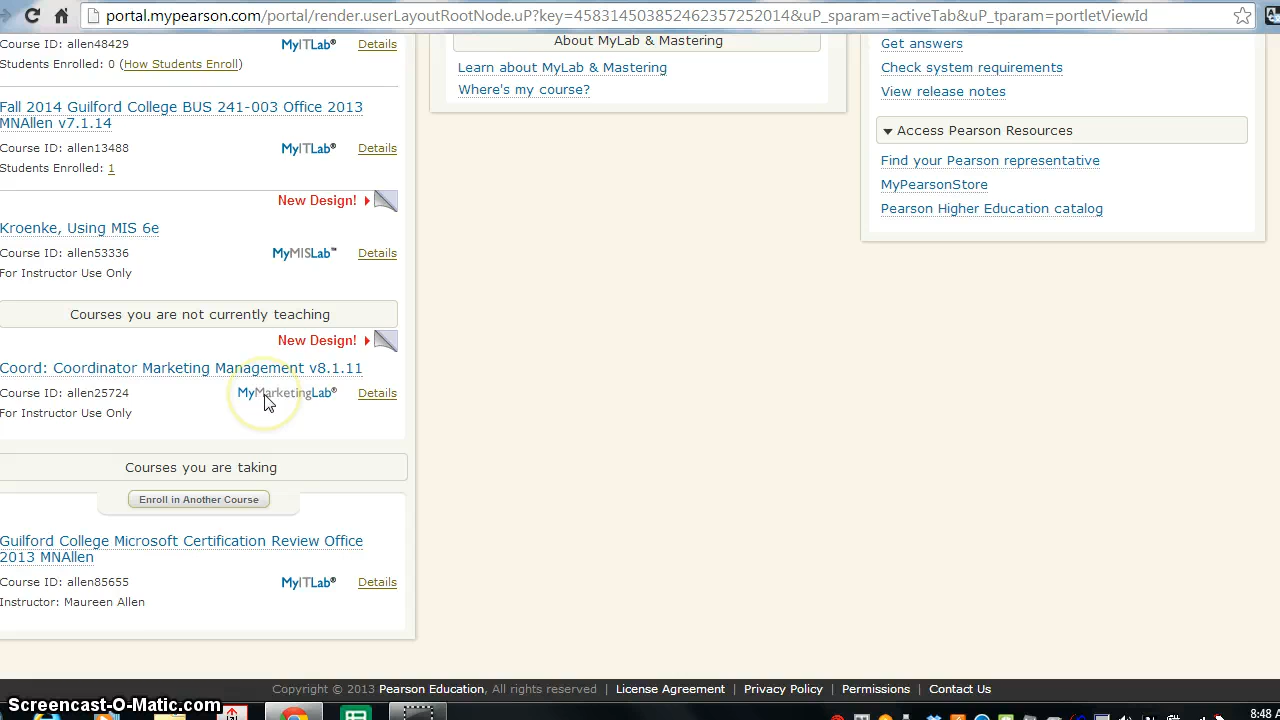 portal.mypearson.com/portal/render.userLayoutRootNode.uP?key=458314503852462357252014&uP_sparam=activeTab&uP_tparam=portletViewId
Course ID: allen48429 MyITLab® Details
Students Enrolled: 0 (How Students Enroll)
Fall 2014 Guilford College BUS 241-003 Office 2013
MNAllen v7.1.14
Course ID: allen13488 MyITLab® Details
Students Enrolled: 1
New Design!
Kroenke, Using MIS 6e
Course ID: allen53336 MyMISLab™ Details
For Instructor Use Only
Courses you are not currently teaching
New Design!
Coord: Coordinator Marketing Management v8.1.11
Course ID: allen25724 MyMarketingLab® Details
For Instructor Use Only
Courses you are taking
Enroll in Another Course
Guilford College Microsoft Certification Review Office
2013 MNAllen
Course ID: allen85655 MyITLab® Details
Instructor: Maureen Allen
About MyLab & Mastering
Learn about MyLab & Mastering
Where's my course?
Get answers
Check system requirements
View release notes
Access Pearson Resources
Find your Pearson representative
MyPearsonStore
Pearson Higher Education catalog
Copyright © 2013 Pearson Education, All rights reserved | License Agreement | Privacy Policy | Permissions | Contact Us
Screencast-O-Matic.com
8:48